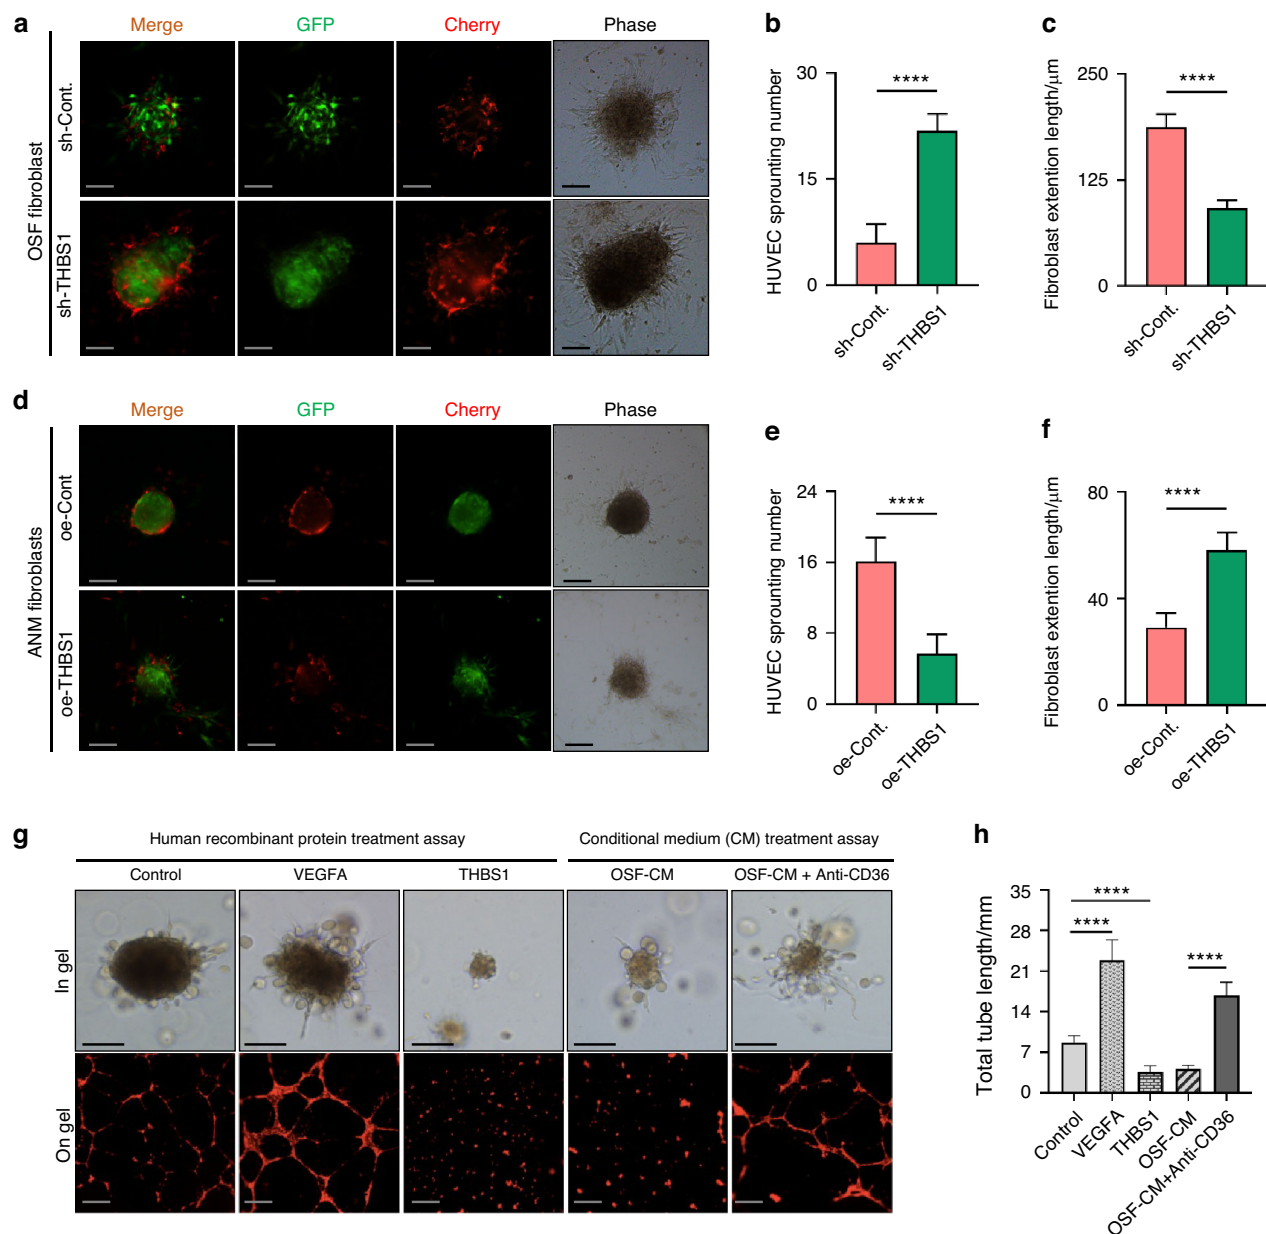 a
Merge GFP Cherry Phase
OSF fibroblast
sh-Cont.
sh-THBS1
b
HUVEC sprounting number
30
15
0
****
sh-Cont.
sh-THBS1
c
Fibroblast extention length/μm
250
125
0
****
sh-Cont.
sh-THBS1
d
Merge GFP Cherry Phase
ANM fibroblasts
oe-Cont
oe-THBS1
e
HUVEC sprounting number
24
16
8
0
****
oe-Cont.
oe-THBS1
f
Fibroblast extention length/μm
80
40
0
****
oe-Cont.
oe-THBS1
g
Human recombinant protein treatment assay
Conditional medium (CM) treatment assay
Control VEGFA THBS1 OSF-CM OSF-CM + Anti-CD36
In gel
On gel
h
Total tube length/mm
35
28
21
14
7
0
****
****
****
Control
VEGFA
THBS1
OSF-CM
OSF-CM+Anti-CD36